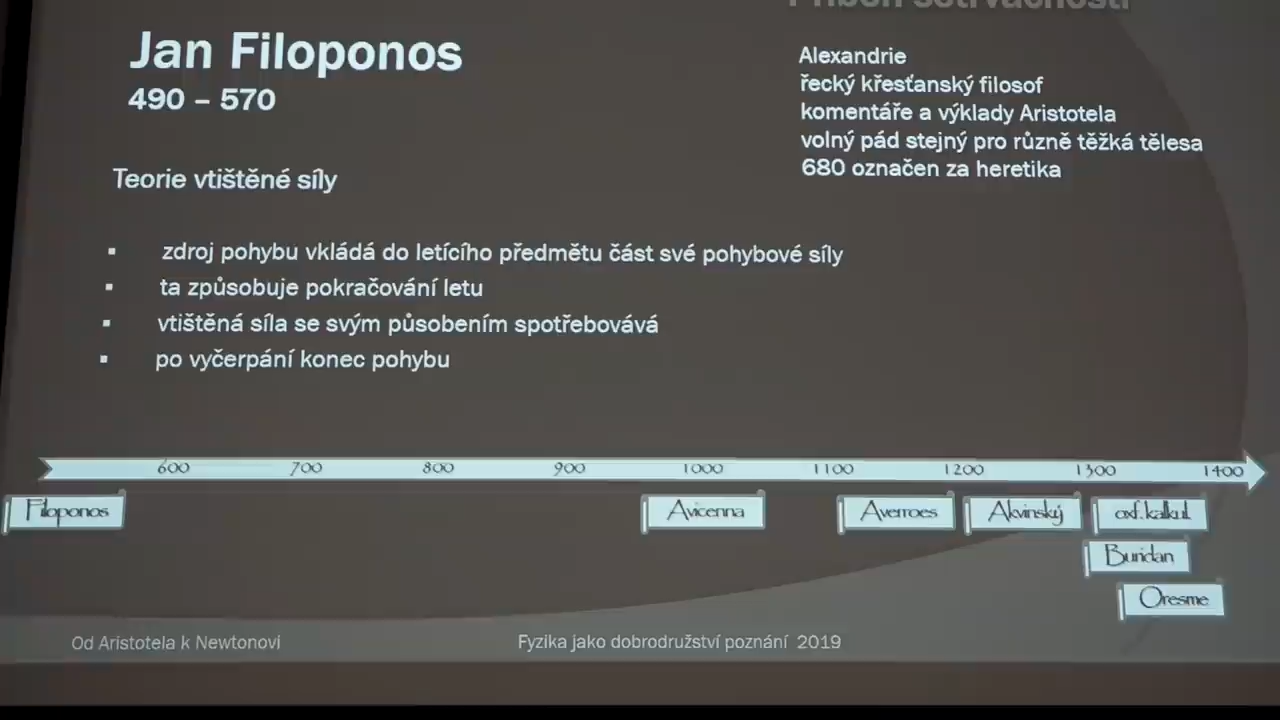 Příběh setrvačnosti
Jan Filoponos
490 – 570
Alexandrie
řecký křesťanský filosof
komentáře a výklady Aristotela
volný pád stejný pro různě těžká tělesa
680 označen za heretika
Teorie vtištěné síly
▪ zdroj pohybu vkládá do letícího předmětu část své pohybové síly
▪ ta způsobuje pokračování letu
▪ vtištěná síla se svým působením spotřebovává
▪ po vyčerpání konec pohybu
600 700 800 900 1000 1100 1200 1300 1400
Filoponos Avicenna Averroes Akvinský oxf.kalkul.
Buridan
Oresme
Od Aristotela k Newtonovi Fyzika jako dobrodružství poznání 2019